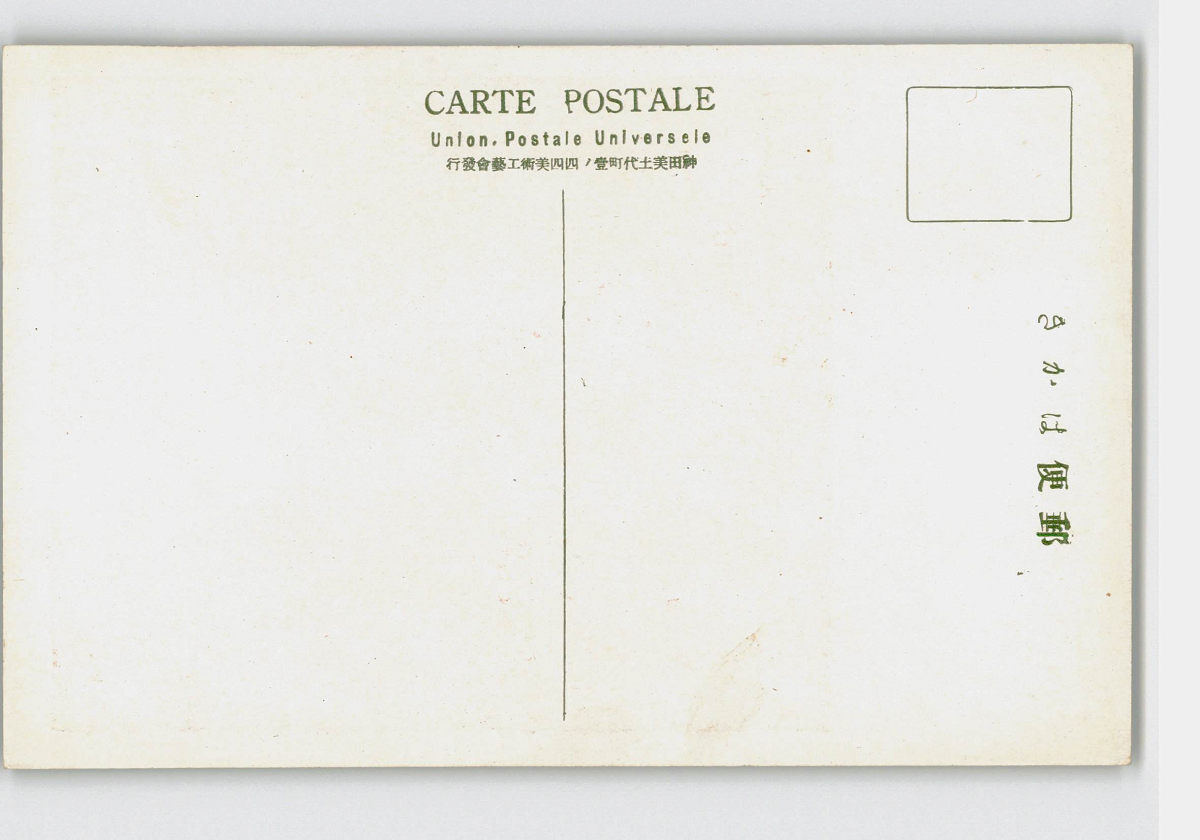 CARTE POSTALE
Union. Postale Universele
神田美土代町壹ノ四四美術工藝會發行
郵便はかき